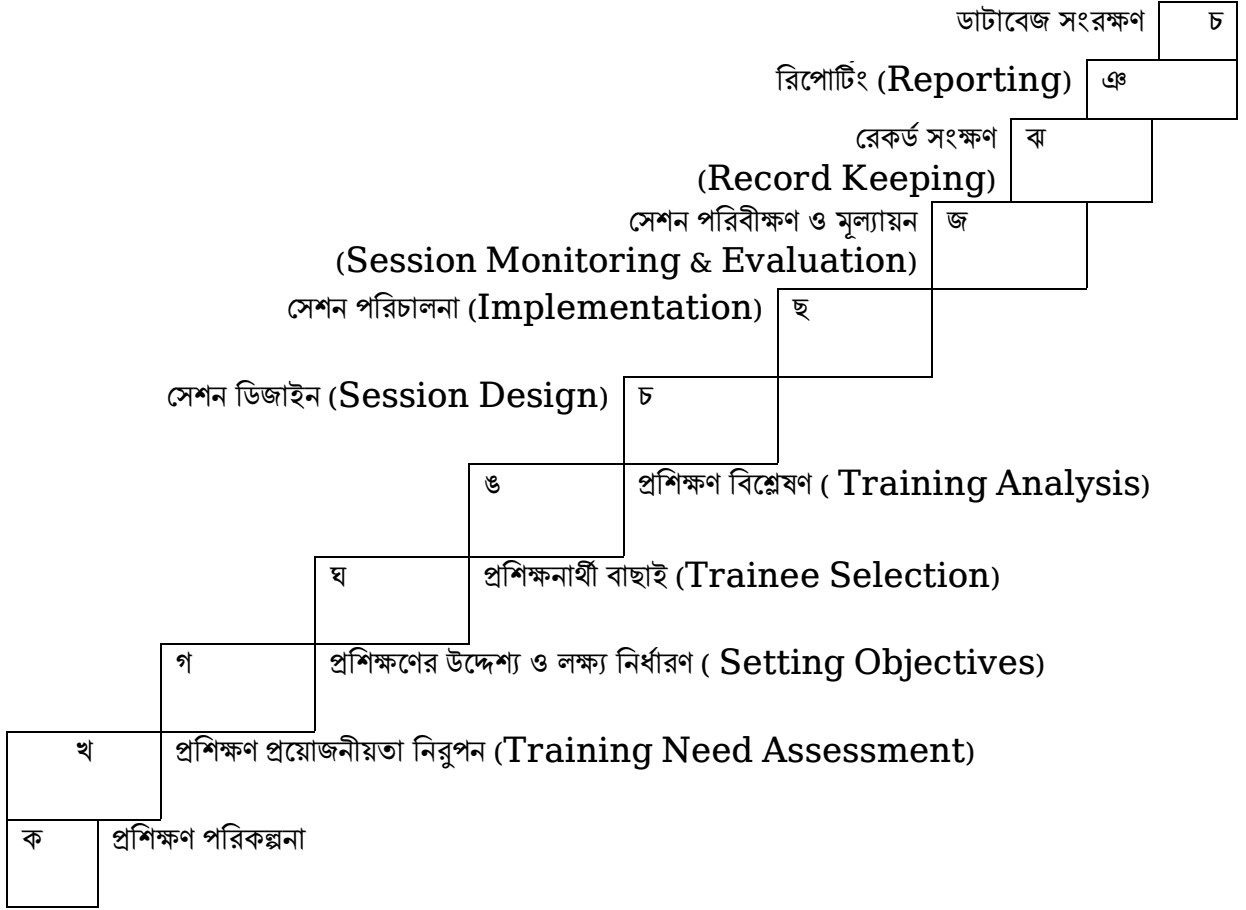 ডাটাবেজ সংরক্ষণ চ
রিপোর্টিং (Reporting) ঞ
রেকর্ড সংক্ষণ ঝ
(Record Keeping)
সেশন পরিবীক্ষণ ও মূল্যায়ন জ
(Session Monitoring & Evaluation)
সেশন পরিচালনা (Implementation) ছ
সেশন ডিজাইন (Session Design) চ
ঙ প্রশিক্ষণ বিশ্লেষণ ( Training Analysis)
ঘ প্রশিক্ষনার্থী বাছাই (Trainee Selection)
গ প্রশিক্ষণের উদ্দেশ্য ও লক্ষ্য নির্ধারণ ( Setting Objectives)
খ প্রশিক্ষণ প্রয়োজনীয়তা নিরুপন (Training Need Assessment)
ক প্রশিক্ষণ পরিকল্পনা